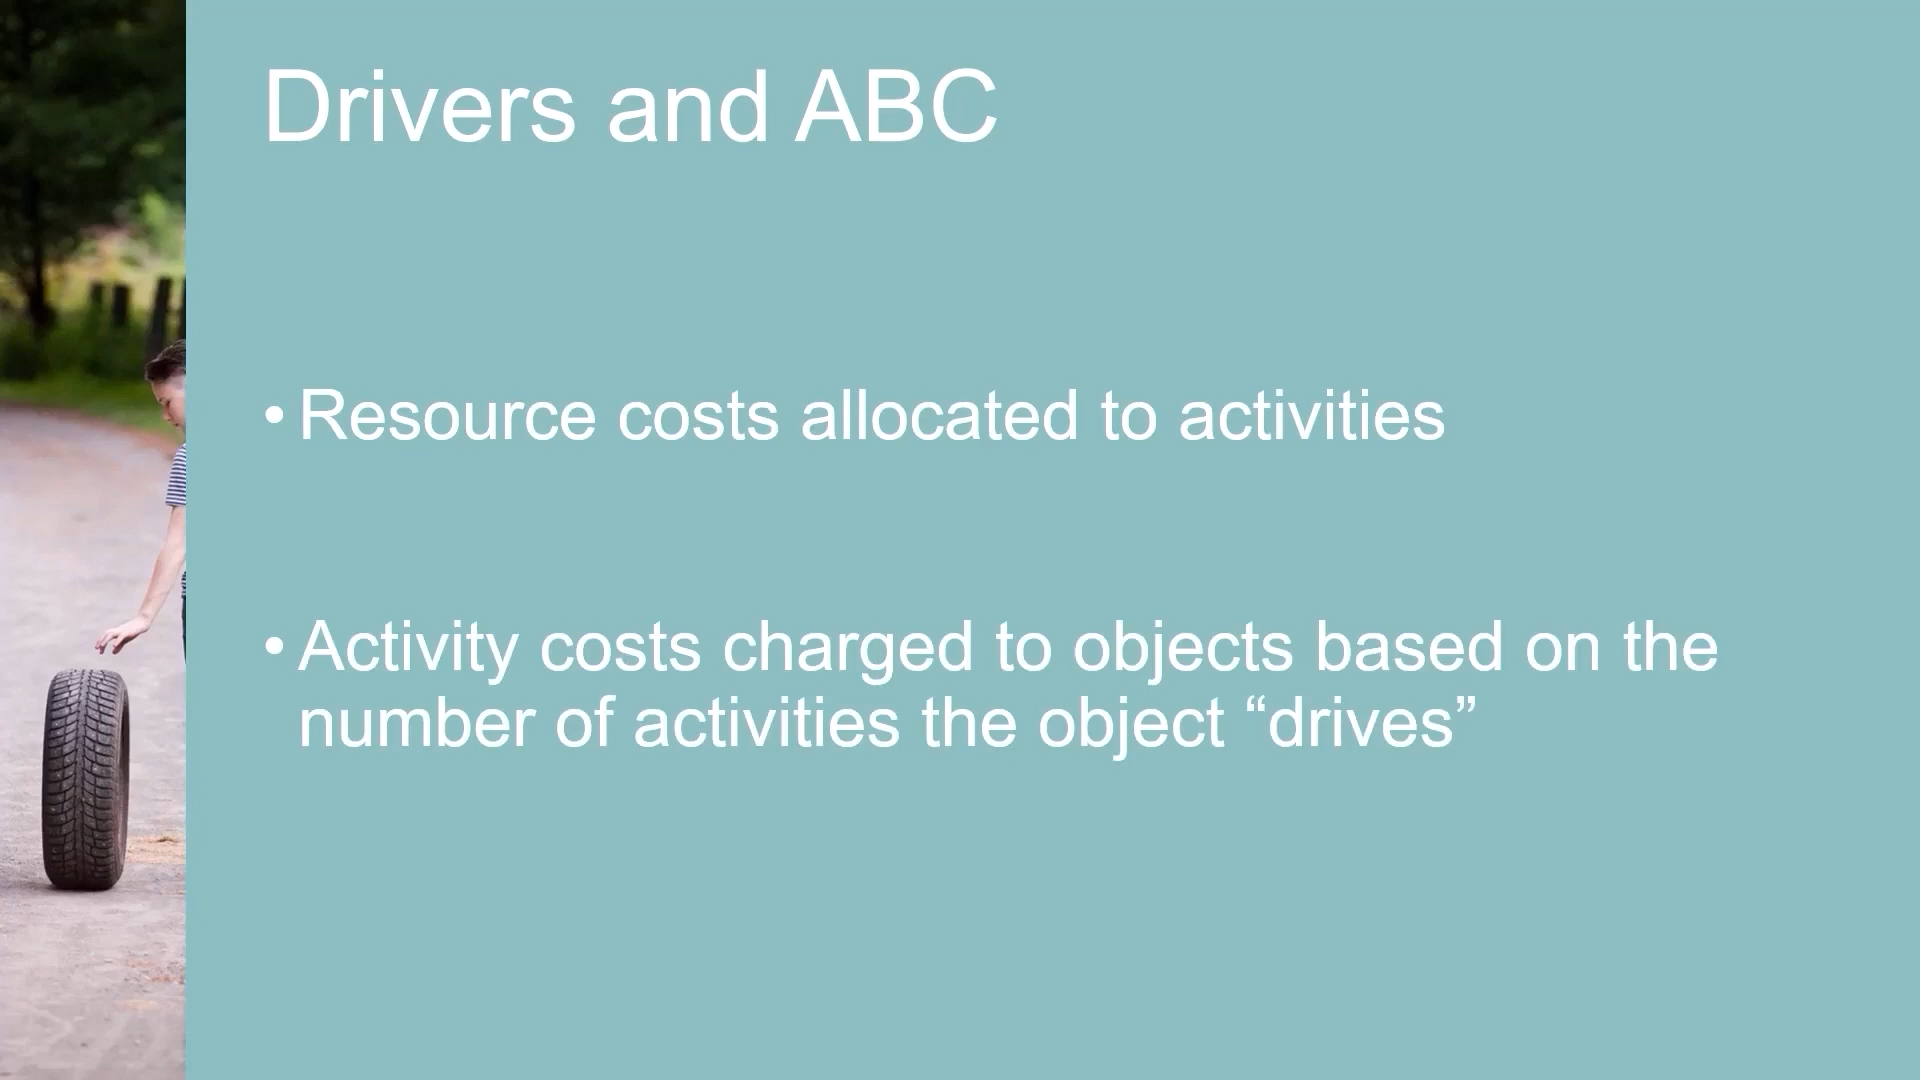 Drivers and ABC
• Resource costs allocated to activities
• Activity costs charged to objects based on the
number of activities the object “drives”